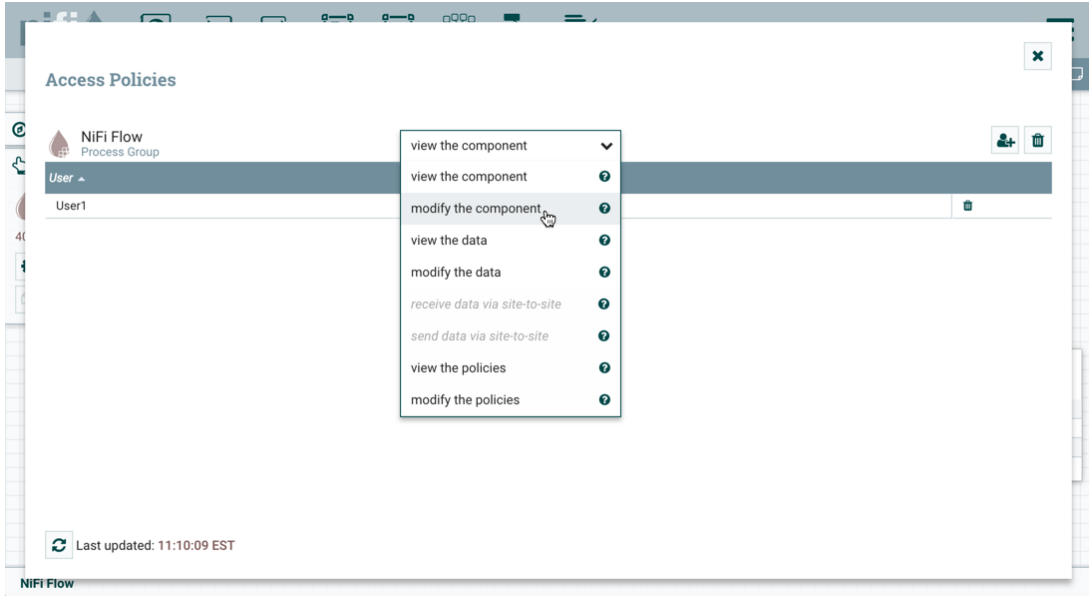 Access Policies
NiFi Flow
Process Group
view the component
User
User1
view the component
modify the component
view the data
modify the data
receive data via site-to-site
send data via site-to-site
view the policies
modify the policies
Last updated: 11:10:09 EST
NiFi Flow